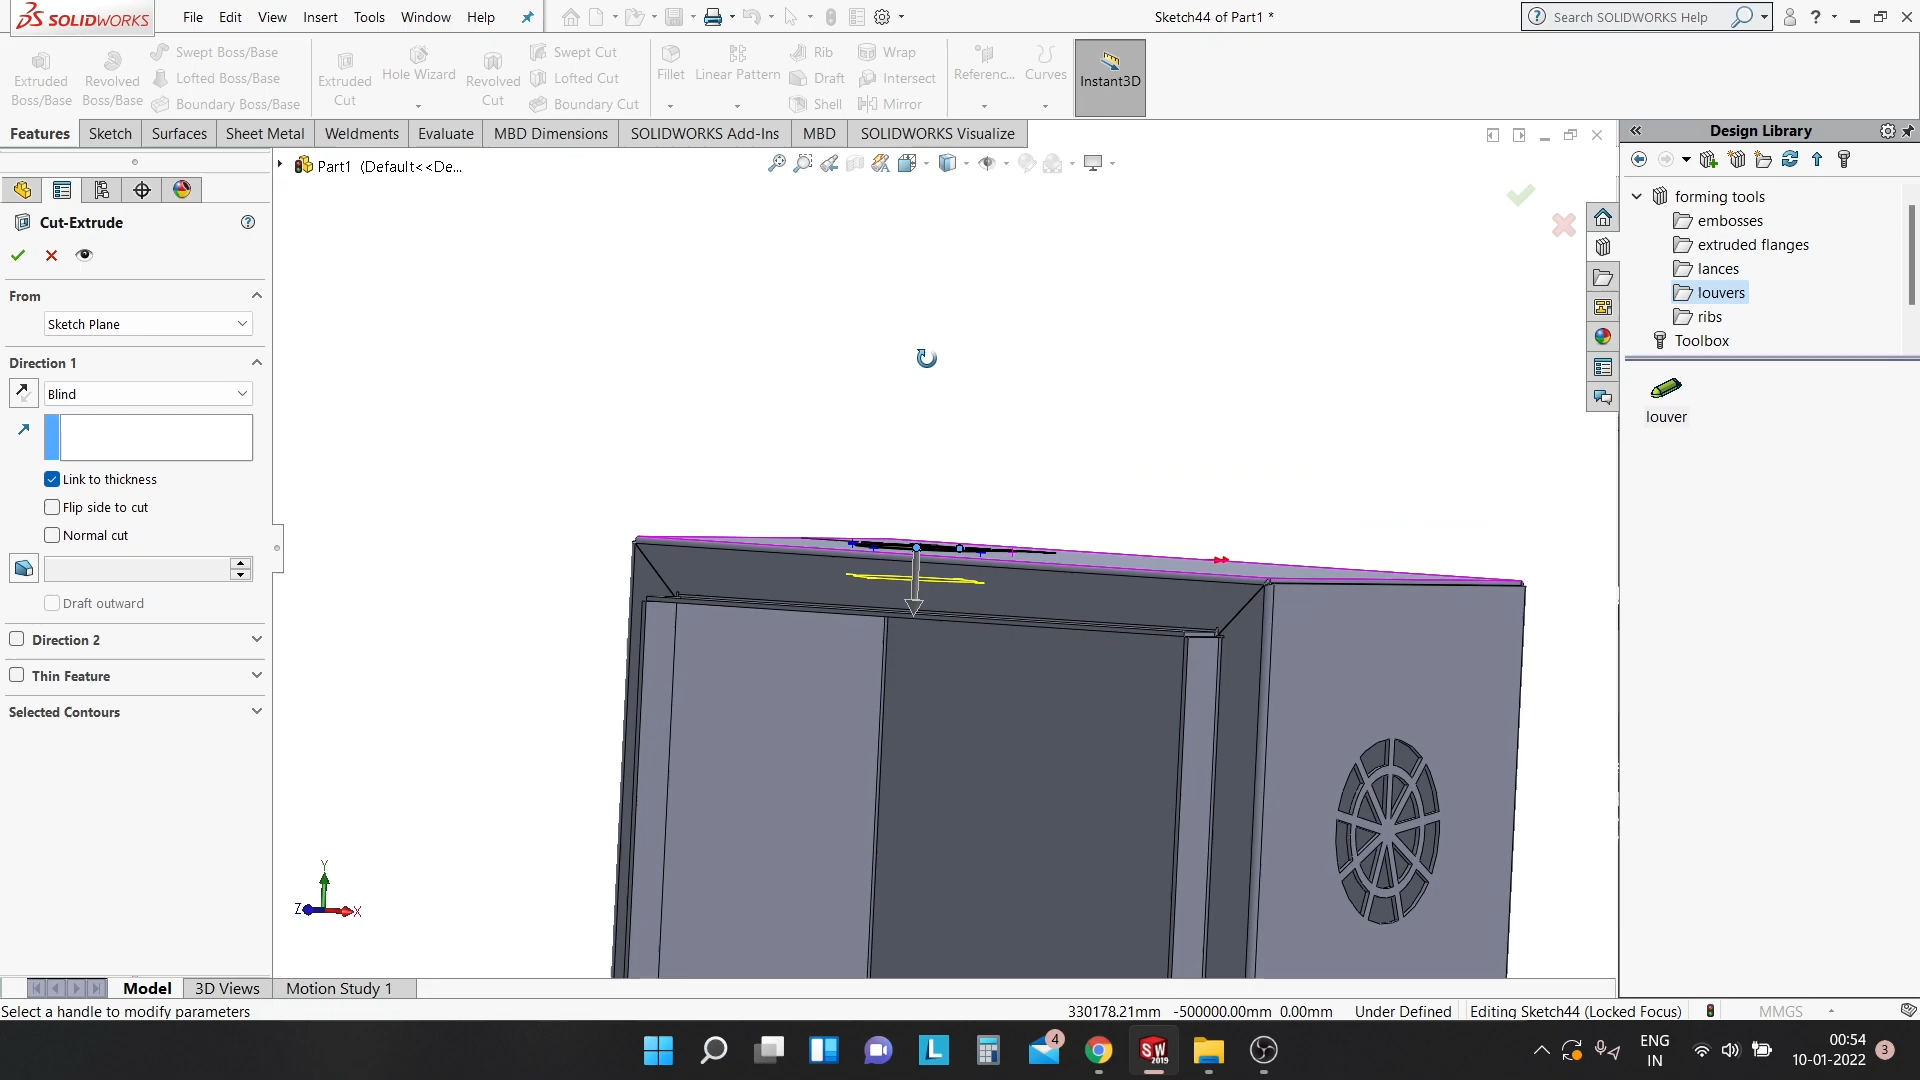 SOLIDWORKS
File Edit View Insert Tools Window Help
Sketch44 of Part1 *
Search SOLIDWORKS Help
Extruded Boss/Base
Revolved Boss/Base
Swept Boss/Base
Lofted Boss/Base
Boundary Boss/Base
Extruded Cut
Hole Wizard
Revolved Cut
Swept Cut
Lofted Cut
Boundary Cut
Fillet
Linear Pattern
Rib
Draft
Shell
Wrap
Intersect
Mirror
Referenc...
Curves
Instant3D
Features Sketch Surfaces Sheet Metal Weldments Evaluate MBD Dimensions SOLIDWORKS Add-Ins MBD SOLIDWORKS Visualize
Part1 (Default<<De...
Cut-Extrude
From
Sketch Plane
Direction 1
Blind
Link to thickness
Flip side to cut
Normal cut
Draft outward
Direction 2
Thin Feature
Selected Contours
Y
Z
X
Design Library
forming tools
embosses
extruded flanges
lances
louvers
ribs
Toolbox
louver
Model 3D Views Motion Study 1
Select a handle to modify parameters
330178.21mm -500000.00mm 0.00mm Under Defined Editing Sketch44 (Locked Focus) MMGS
L
4
SW
2019
ENG
IN
00:54
10-01-2022
3